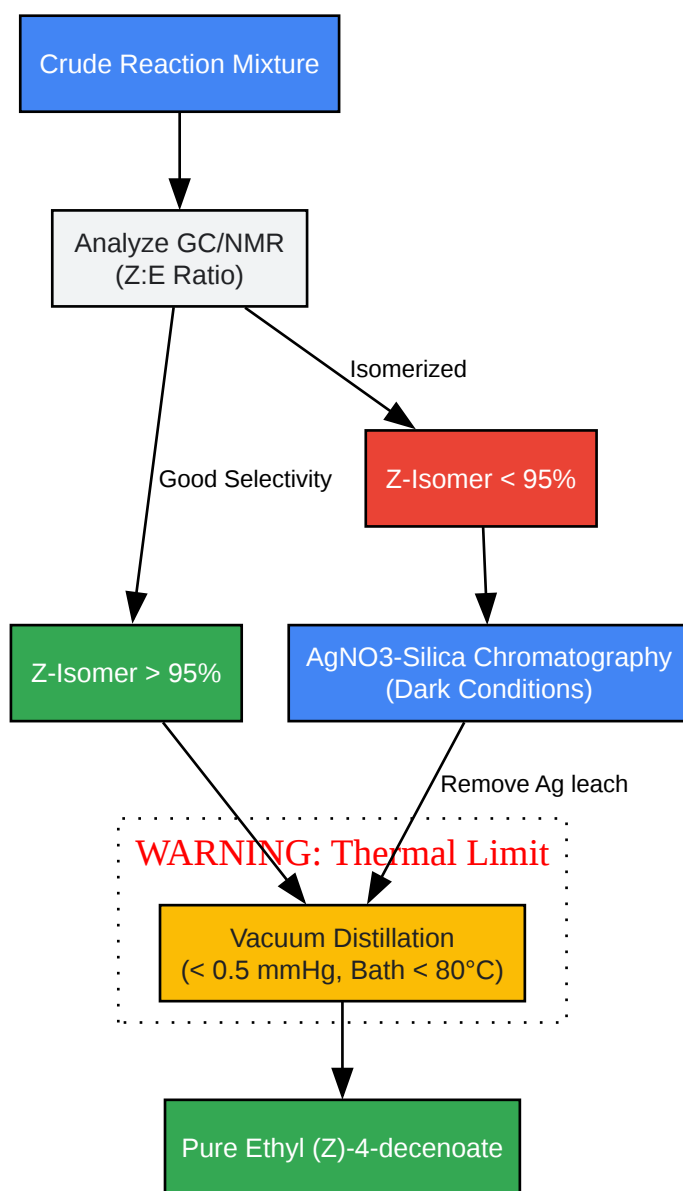 Crude Reaction Mixture
Analyze GC/NMR
(Z:E Ratio)
Isomerized
Z-Isomer < 95%
Good Selectivity
Z-Isomer > 95%
AgNO3-Silica Chromatography
(Dark Conditions)
Remove Ag leach
WARNING: Thermal Limit
Vacuum Distillation
(< 0.5 mmHg, Bath < 80°C)
Pure Ethyl (Z)-4-decenoate